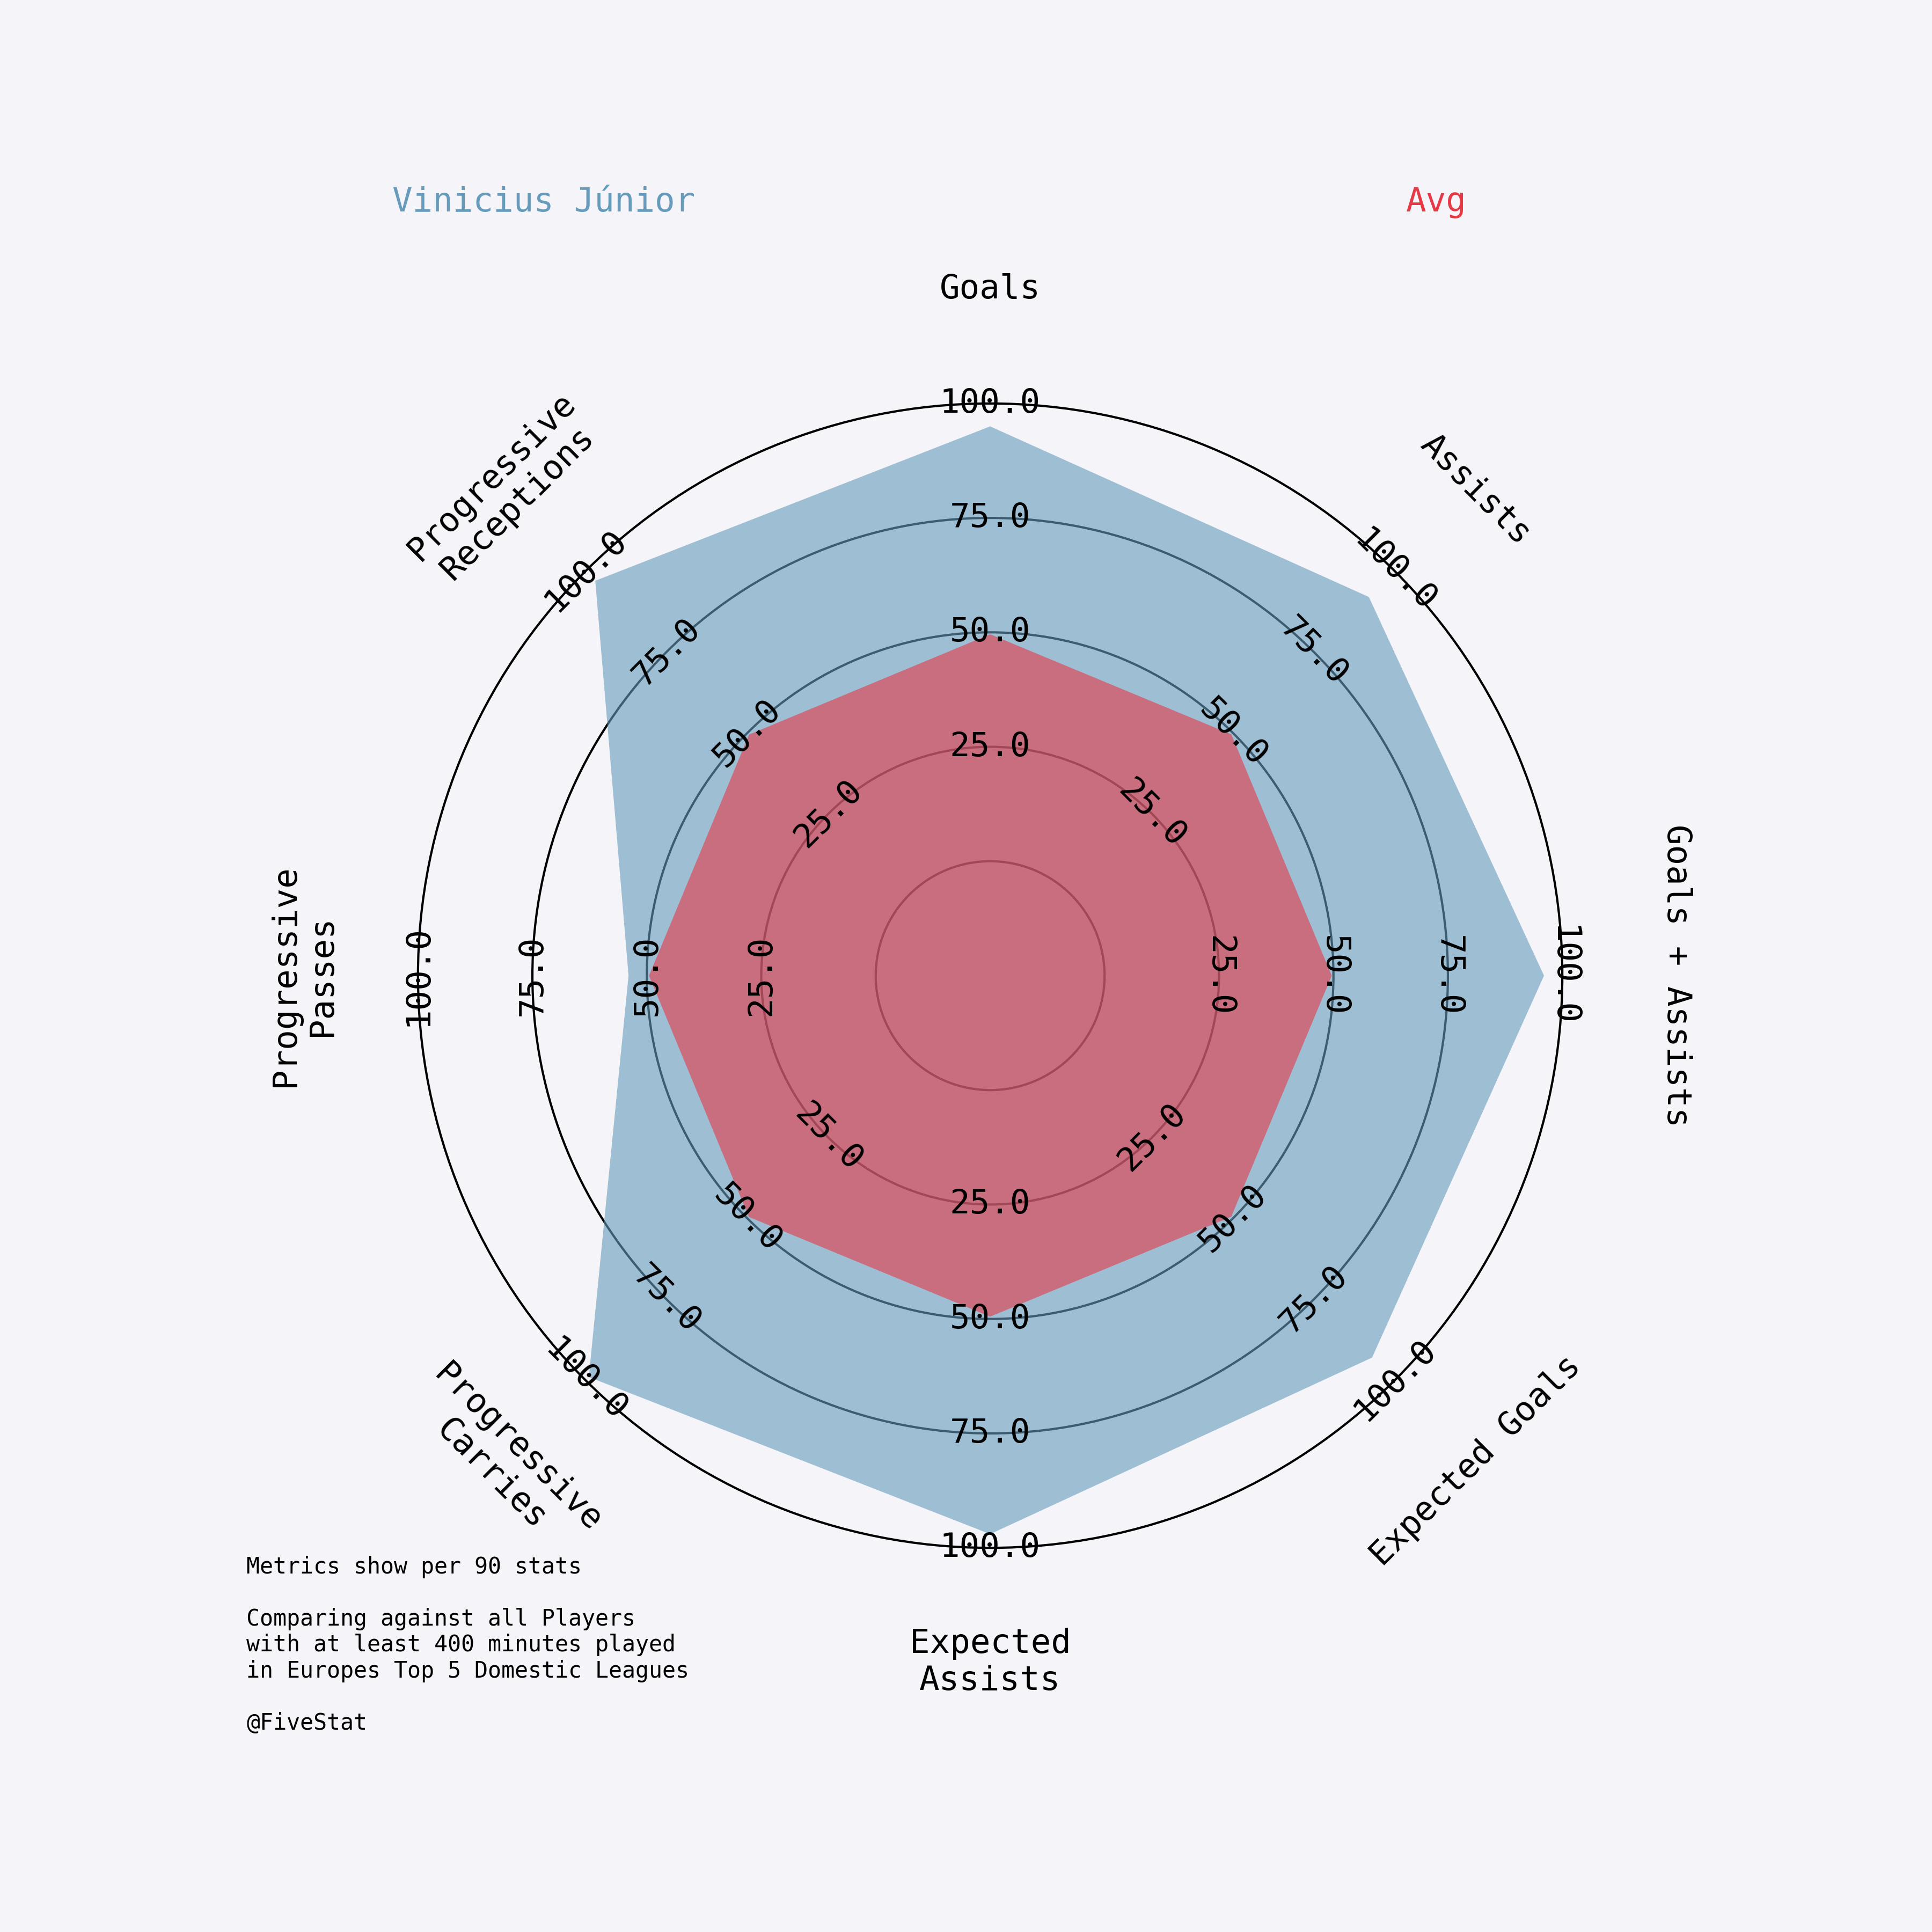 Vinicius Júnior
Avg
Goals
Assists
Goals + Assists
Expected Goals
Expected
Assists
Progressive
Carries
Progressive
Passes
Progressive
Receptions
25.0
50.0
75.0
100.0
25.0
50.0
75.0
100.0
25.0
50.0
75.0
100.0
25.0
50.0
75.0
100.0
25.0
50.0
75.0
100.0
25.0
50.0
75.0
100.0
25.0
50.0
75.0
100.0
25.0
50.0
75.0
100.0
Metrics show per 90 stats
Comparing against all Players
with at least 400 minutes played
in Europes Top 5 Domestic Leagues
@FiveStat